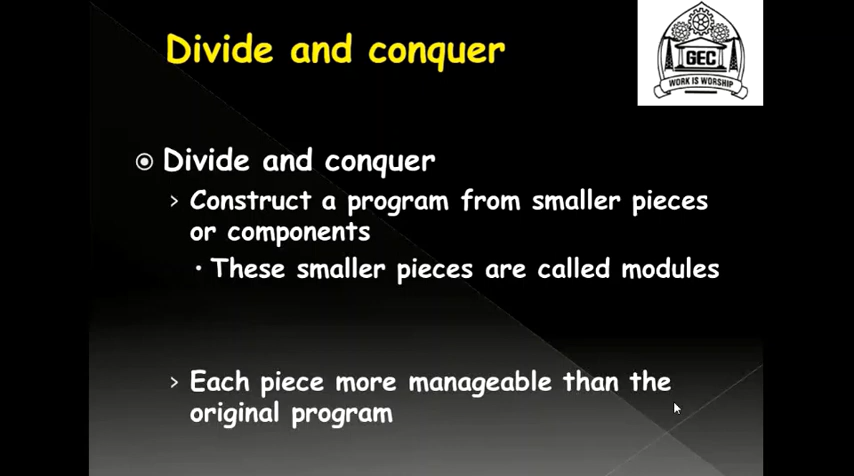 Divide and conquer
GEC
WORK IS WORSHIP
Divide and conquer
Construct a program from smaller pieces
or components
These smaller pieces are called modules
Each piece more manageable than the
original program